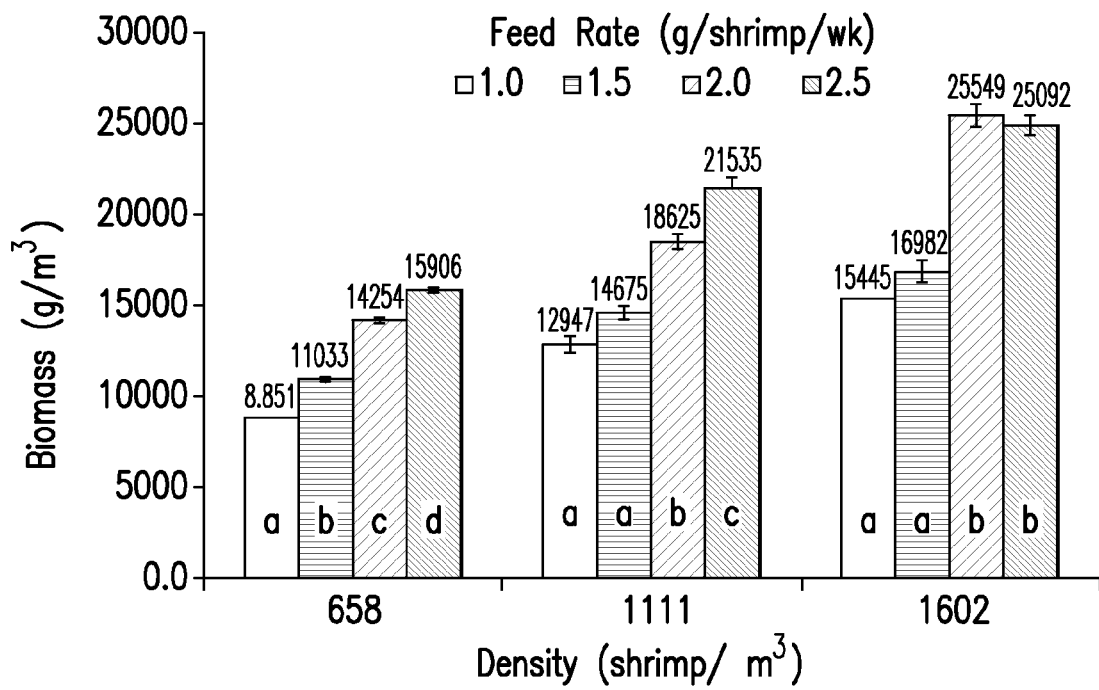 Feed Rate (g/shrimp/wk)
1.0 1.5 2.0 2.5
Biomass (g/m³)
30000
25000
20000
15000
10000
5000
0.0
8.851 11033 14254 15906
12947 14675 18625 21535
15445 16982 25549 25092
a b c d
a a b c
a a b b
658 1111 1602
Density (shrimp/ m³)